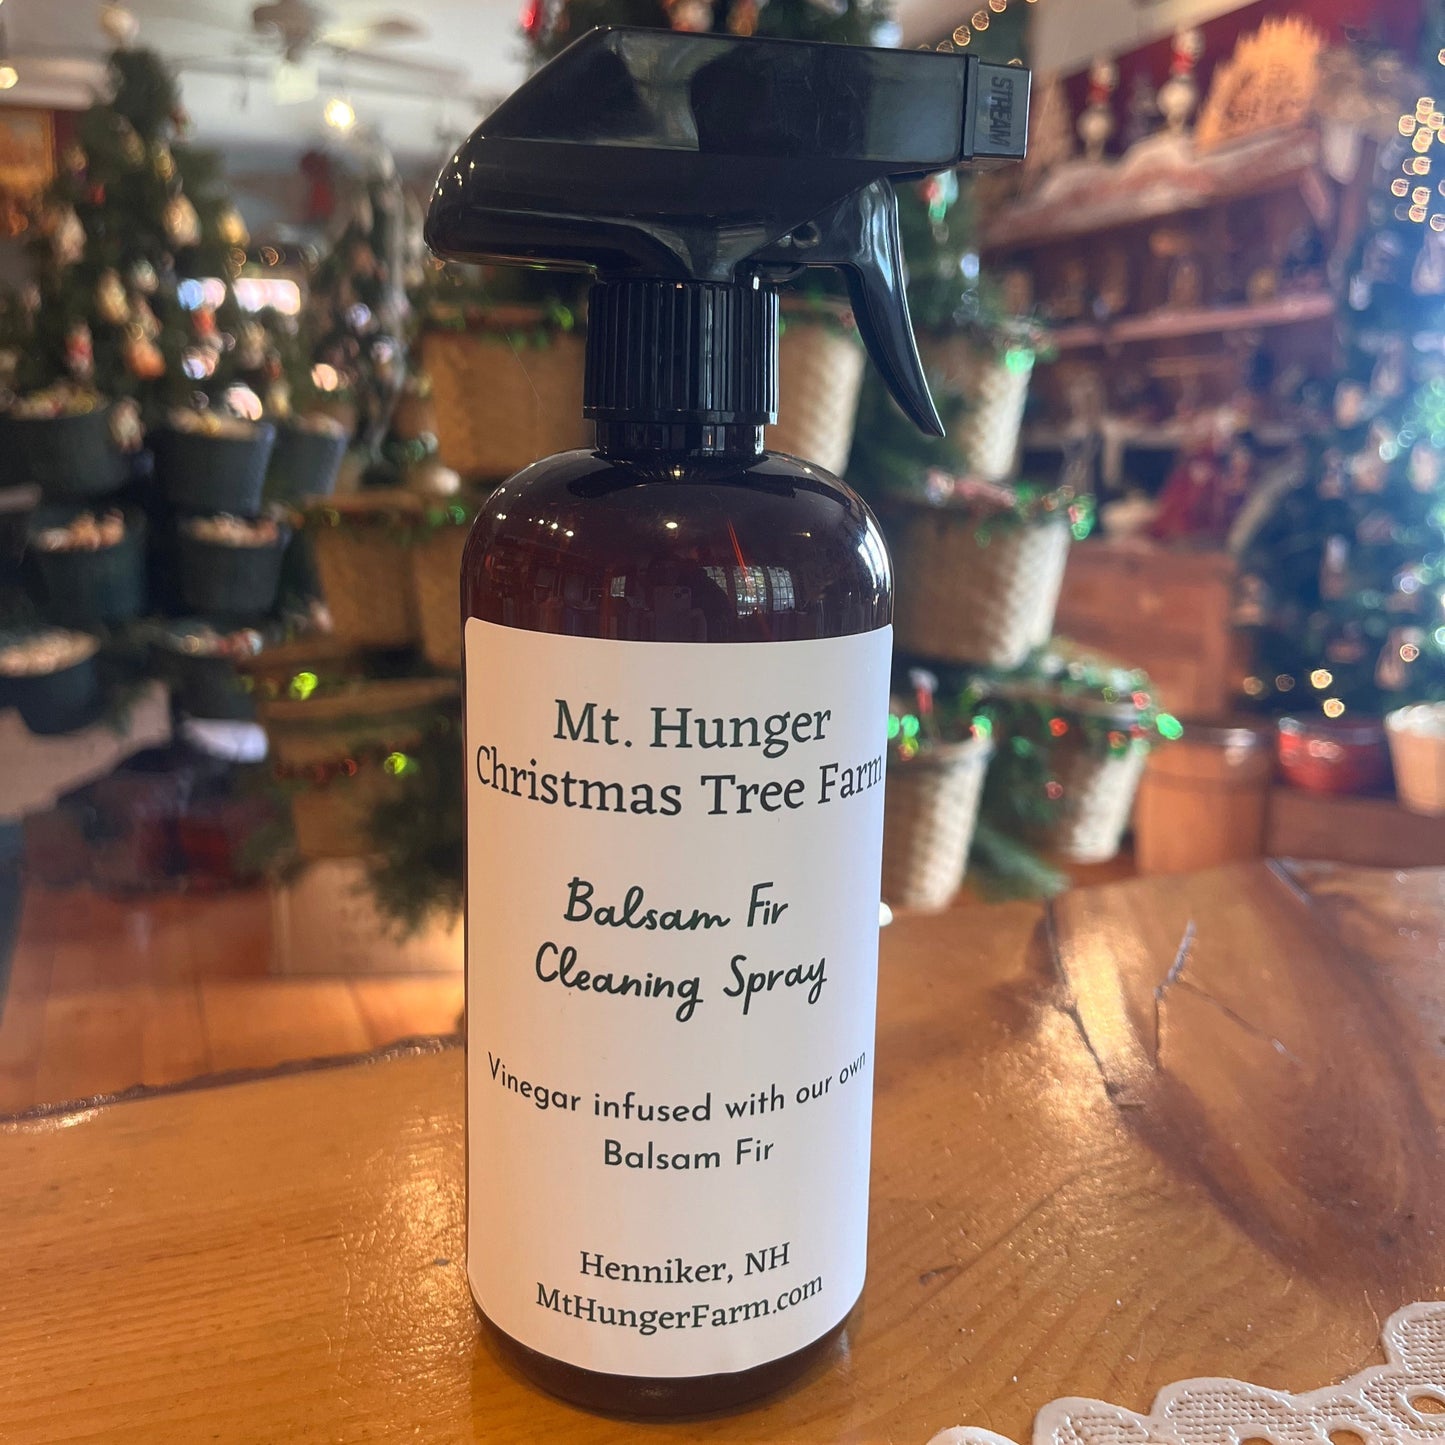 STREAM
Mt. Hunger
Christmas Tree Farm
Balsam Fir
Cleaning Spray
Vinegar infused with our own
Balsam Fir
Henniker, NH
MtHungerFarm.com